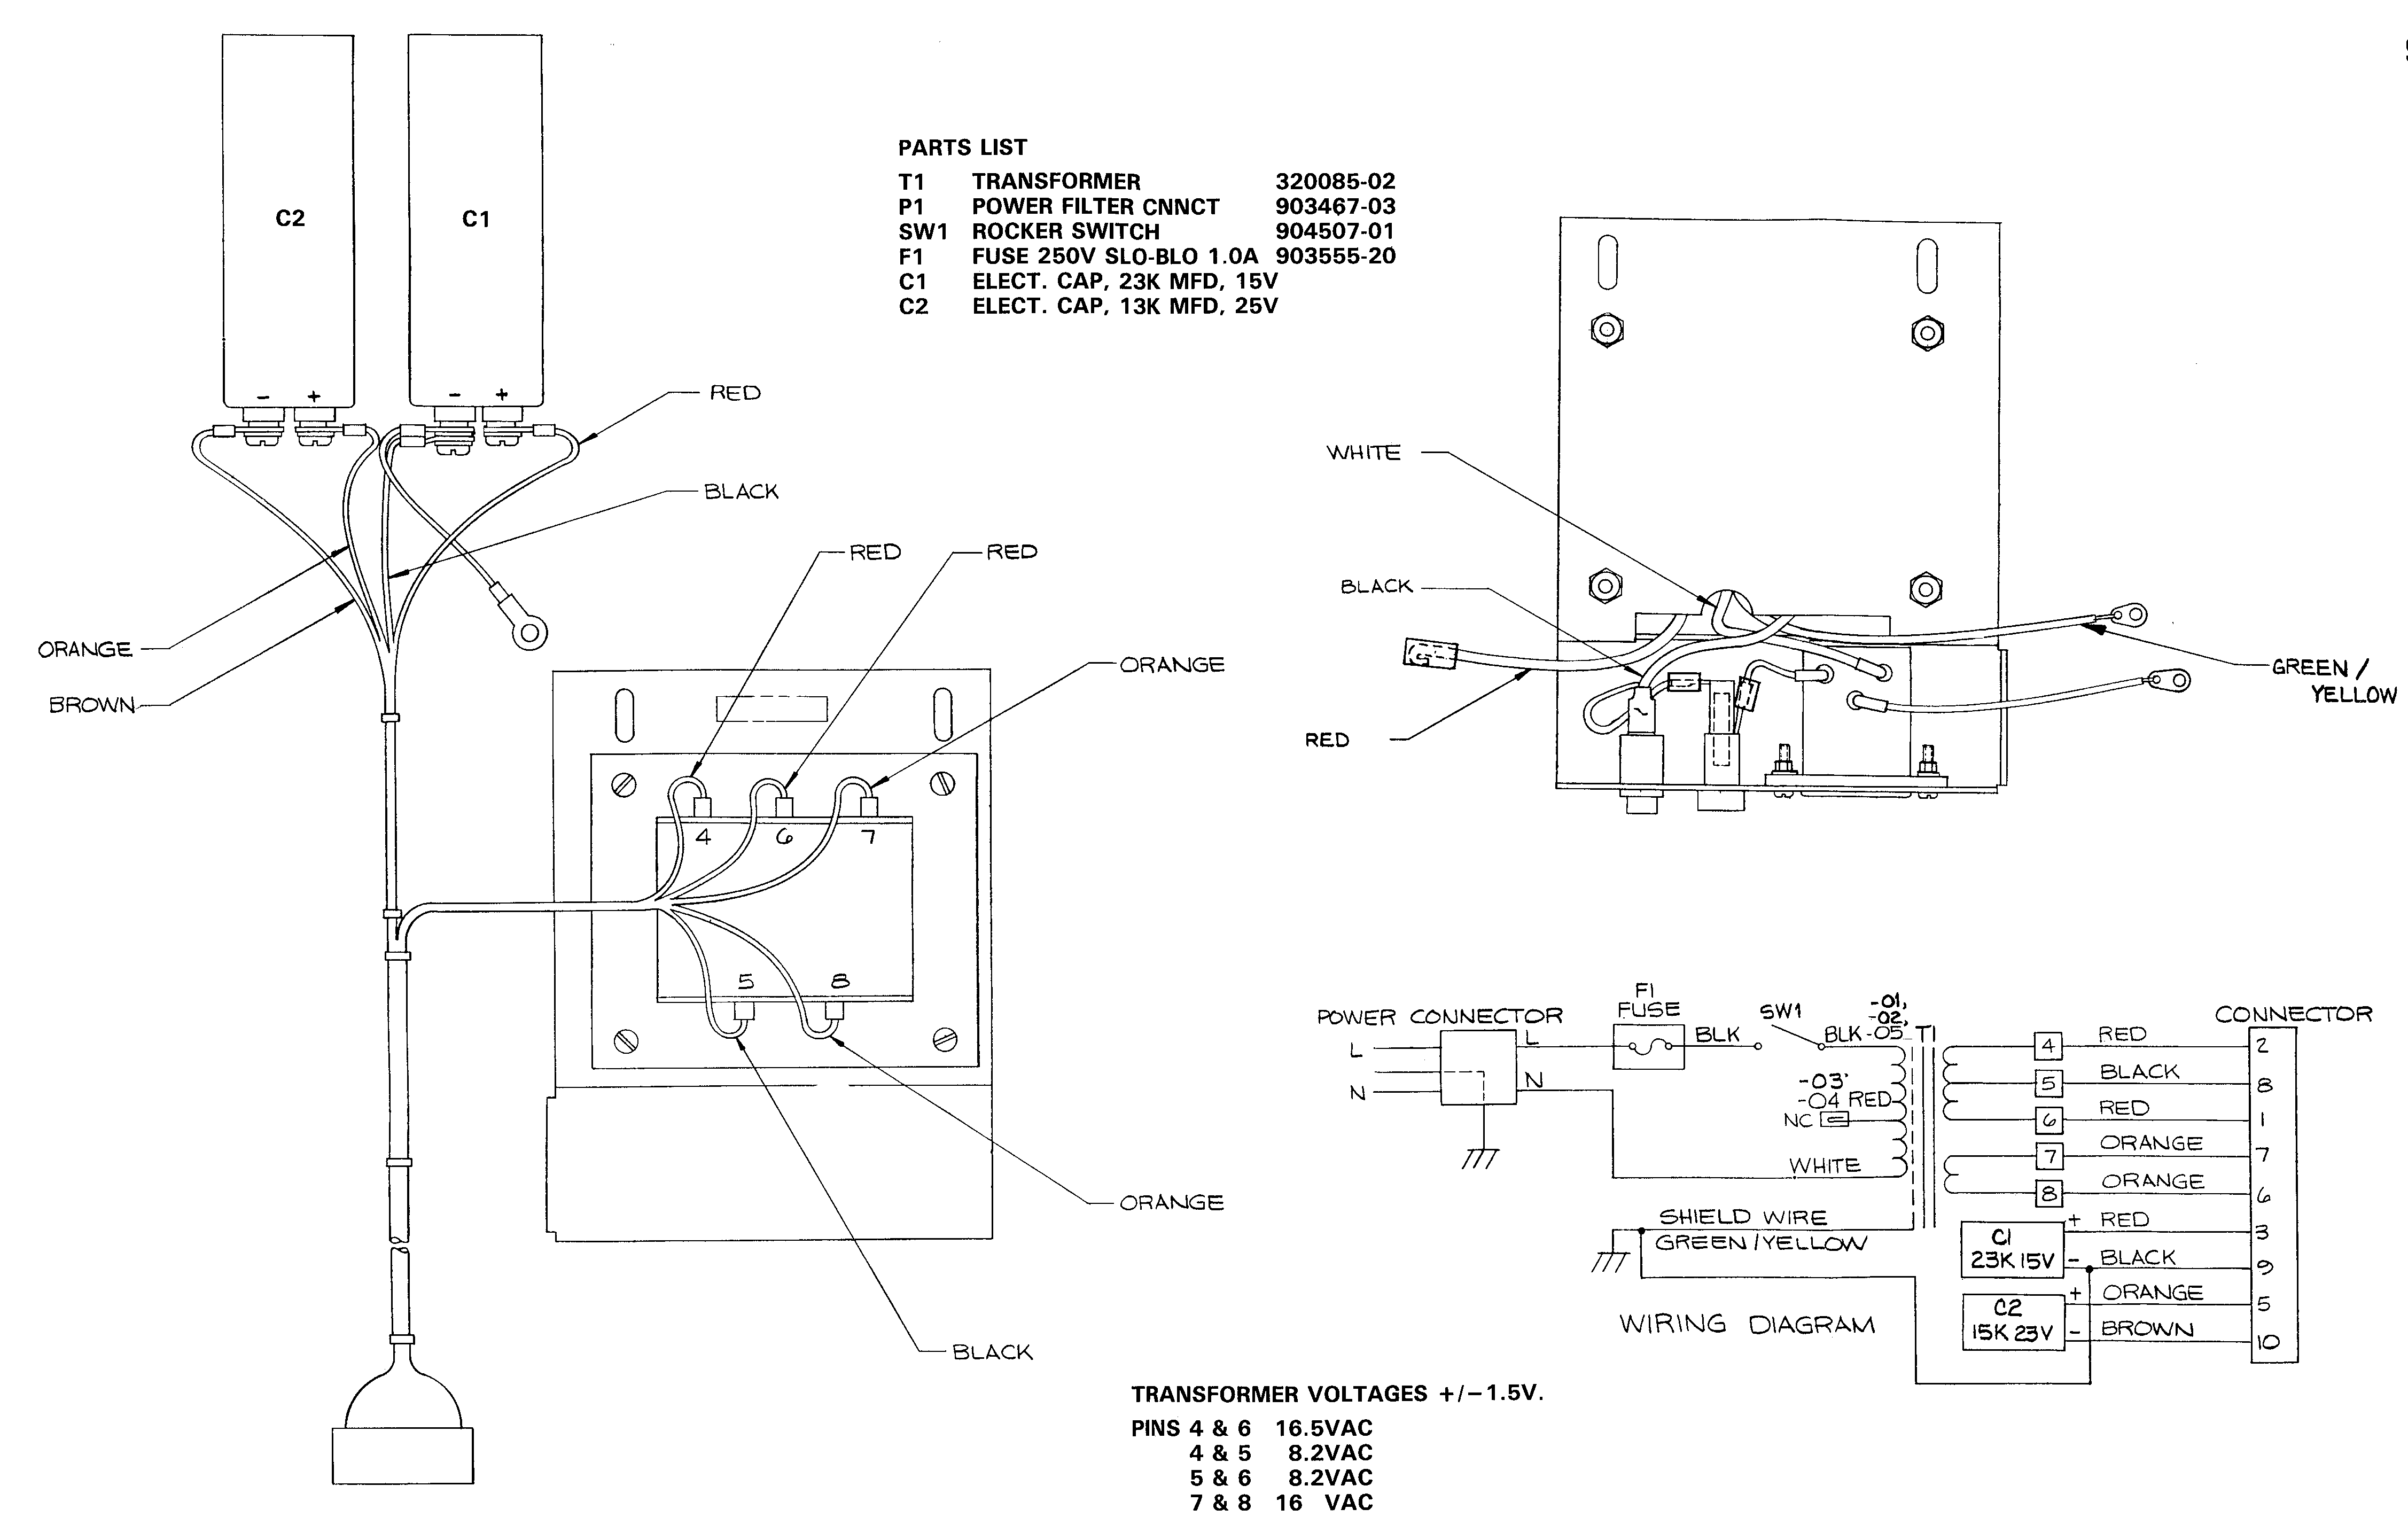 C2
C1
- +
- +
RED
BLACK
ORANGE
BROWN
PARTS LIST
T1 TRANSFORMER 320085-02
P1 POWER FILTER CNNCT 903467-03
SW1 ROCKER SWITCH 904507-01
F1 FUSE 250V SLO-BLO 1.0A 903555-20
C1 ELECT. CAP, 23K MFD, 15V
C2 ELECT. CAP, 13K MFD, 25V
RED
RED
ORANGE
4 6 7
5 8
ORANGE
BLACK
WHITE
BLACK
RED
GREEN /
YELLOW
POWER CONNECTOR
L
N
L
N
F1
FUSE
BLK
SW1
-01,
-02,
BLK-05
T1
-03'
-04 RED
NC
WHITE
SHIELD WIRE
GREEN/YELLOW
CONNECTOR
4 RED 2
5 BLACK 8
6 RED 1
7 ORANGE 7
8 ORANGE 6
C1
23K 15V
+ RED 3
- BLACK 9
C2
15K 23V
+ ORANGE 5
- BROWN 10
WIRING DIAGRAM
TRANSFORMER VOLTAGES +/−1.5V.
PINS 4 & 6 16.5VAC
4 & 5 8.2VAC
5 & 6 8.2VAC
7 & 8 16 VAC